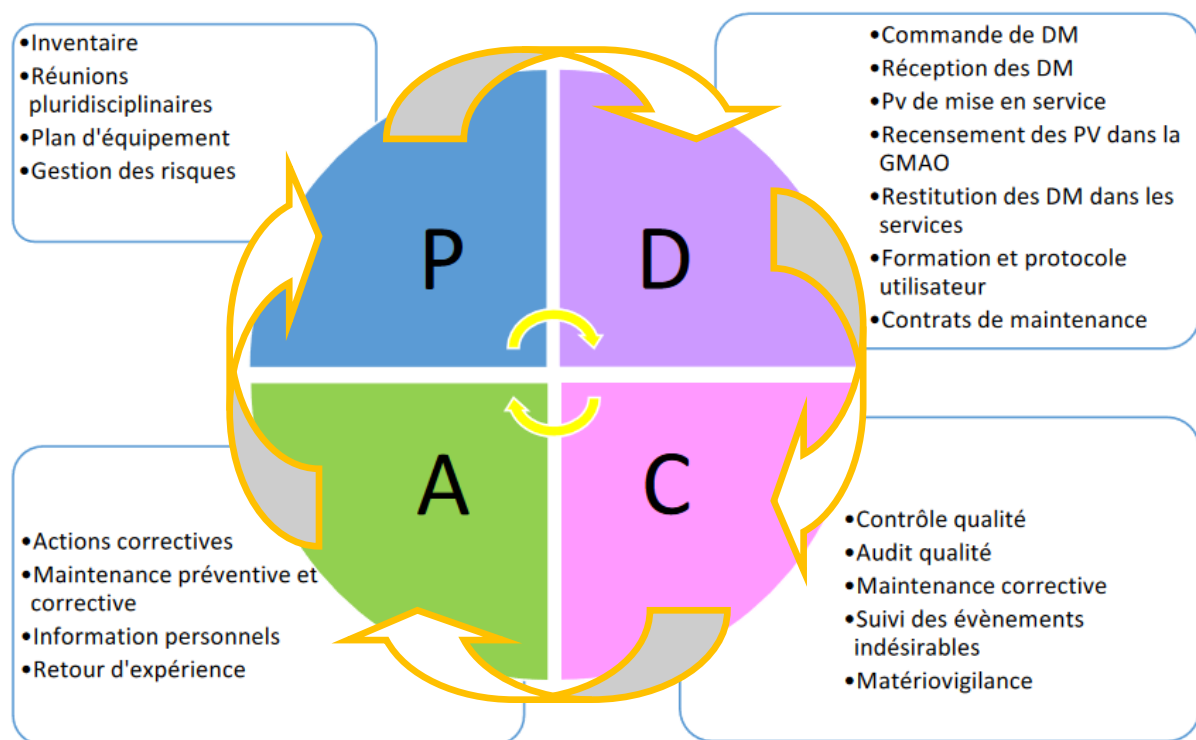 •Inventaire
•Réunions
pluridisciplinaires
•Plan d'équipement
•Gestion des risques
P
D
•Commande de DM
•Réception des DM
•Pv de mise en service
•Recensement des PV dans la
GMAO
•Restitution des DM dans les
services
•Formation et protocole
utilisateur
•Contrats de maintenance
A
C
•Actions correctives
•Maintenance préventive et
corrective
•Information personnels
•Retour d'expérience
•Contrôle qualité
•Audit qualité
•Maintenance corrective
•Suivi des évènements
indésirables
•Matériovigilance